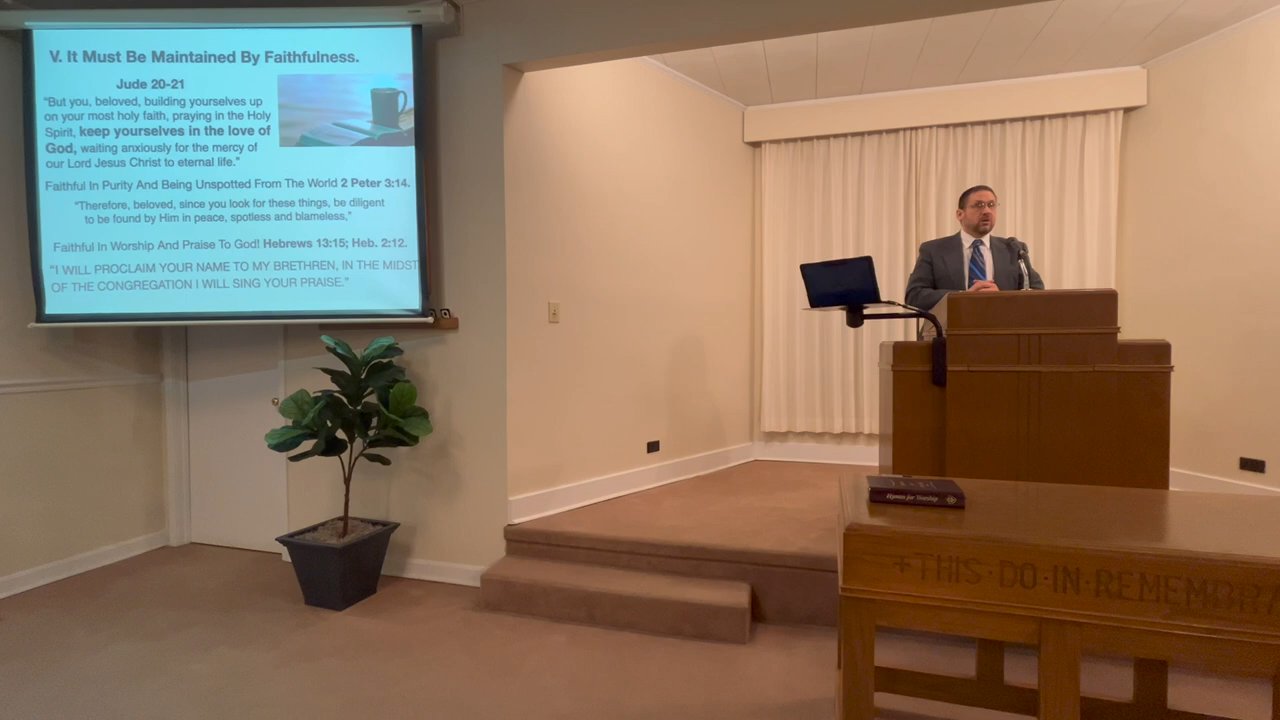 V. It Must Be Maintained By Faithfulness.
Jude 20-21
"But you, beloved, building yourselves up
on your most holy faith, praying in the Holy
Spirit, keep yourselves in the love of
God, waiting anxiously for the mercy of
our Lord Jesus Christ to eternal life."
Faithful In Purity And Being Unspotted From The World 2 Peter 3:14.
"Therefore, beloved, since you look for these things, be diligent
to be found by Him in peace, spotless and blameless,"
Faithful In Worship And Praise To God! Hebrews 13:15; Heb. 2:12.
"I WILL PROCLAIM YOUR NAME TO MY BRETHREN, IN THE MIDST
OF THE CONGREGATION I WILL SING YOUR PRAISE."
Hymns for Worship
+THIS·DO·IN·REMEMBRA